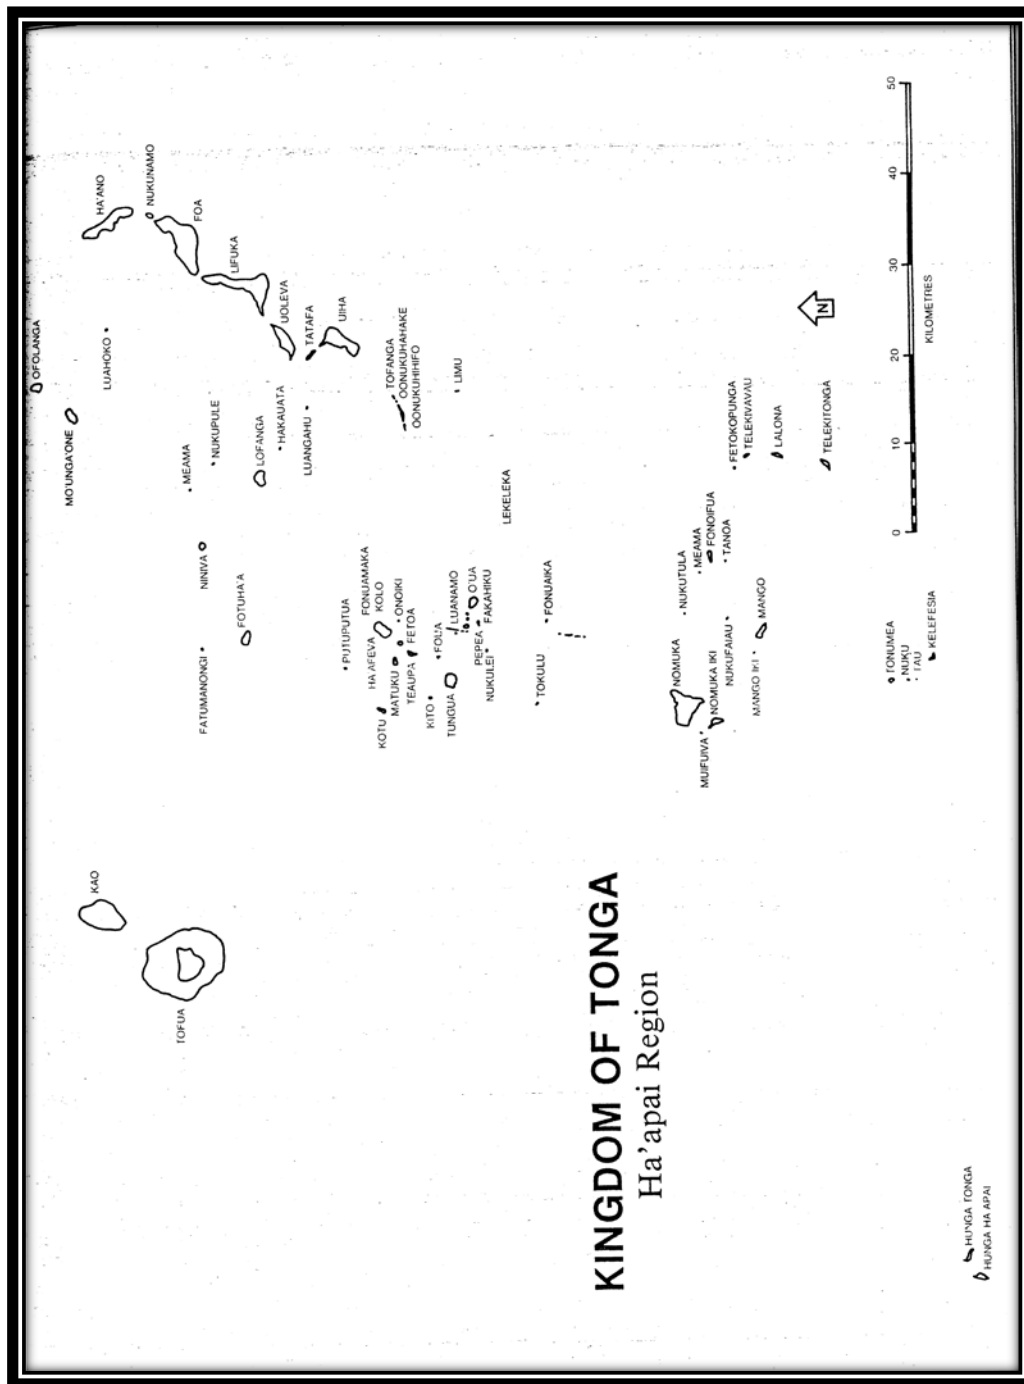 OFOLANGA
MO'UNGA'ONE
LUAHOKO
HA'ANO
NUKUNAMO
FOA
LIFUKA
UOLEVA
TATAFA
UIHA
MEAMA
NUKUPULE
LOFANGA
HAKAUATA
LUANGAHU
TOFANGA
OONUKUHAHAKE
OONUKUHIHIFO
LIMU
NINIVA
FATUMANONGI
FOTUHA'A
KAO
TOFUA
PUTUPUTUA
FONUAMAKA
HA AFEVA
KOLO
KOTU
MATUKU
ONOIKI
TEAUPA
FETOA
KITO
FOUA
TUNGUA
LUANAMO
O'UA
PEPEA
FAKAHIKU
NUKULEI
LEKELEKA
TOKULU
FONUAIKA
NOMUKA
NUKUTULA
MEAMA
FONOIFUA
TANOA
MUIFUIVA
NOMUKA IKI
NUKUFAIAU
MANGO IKI
MANGO
FETOKOPUNGA
TELEKIVAVAU
LALONA
TELEKITONGA
TONUMEA
NUKU
TAU
KELEFESIA
HUNGA TONGA
HUNGA HA APAI
KINGDOM OF TONGA
Ha'apai Region
N
0 10 20 30 40 50
KILOMETRES